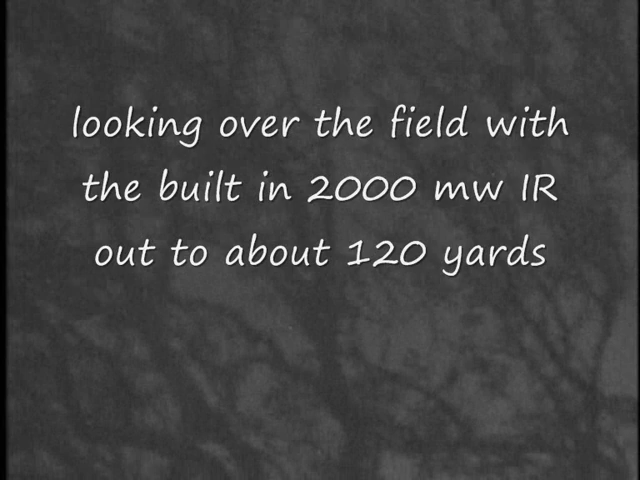 looking over the field with
the built in 2000 mw IR
out to about 120 yards